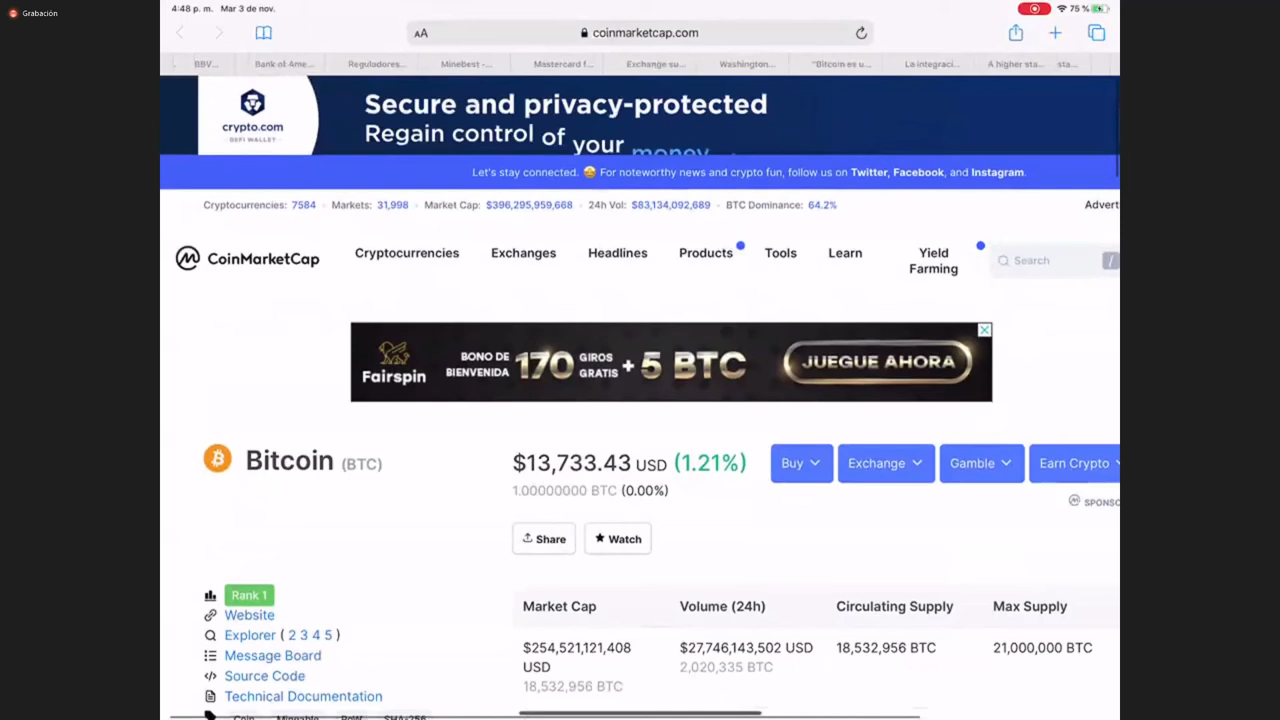 Grabación
4:48 p. m. Mar 3 de nov.
75 %
AA
coinmarketcap.com
BBV...
Bank of Ame...
Reguladores...
Minebest -...
Mastercard f...
Exchange su...
Washington...
"Bitcoin es u...
La integraci...
A higher sta...
sta...
crypto.com
DEFI WALLET
Secure and privacy-protected
Regain control of your money
Let's stay connected. 🤩 For noteworthy news and crypto fun, follow us on Twitter, Facebook, and Instagram.
Cryptocurrencies: 7584 Markets: 31,998 Market Cap: $396,295,959,668 24h Vol: $83,134,092,689 BTC Dominance: 64.2%
Advert
CoinMarketCap
Cryptocurrencies
Exchanges
Headlines
Products
Tools
Learn
Yield
Farming
Search
/
Fairspin
BONO DE
BIENVENIDA
170
GIROS
GRATIS
+ 5 BTC
JUEGUE AHORA
Bitcoin (BTC)
$13,733.43 USD (1.21%)
1.00000000 BTC (0.00%)
Buy
Exchange
Gamble
Earn Crypto
SPONSO
Share
Watch
Rank 1
Website
Explorer ( 2 3 4 5 )
Message Board
Source Code
Technical Documentation
Coin Mineable PoW SHA-256
Market Cap
Volume (24h)
Circulating Supply
Max Supply
$254,521,121,408
USD
18,532,956 BTC
$27,746,143,502 USD
2,020,335 BTC
18,532,956 BTC
21,000,000 BTC